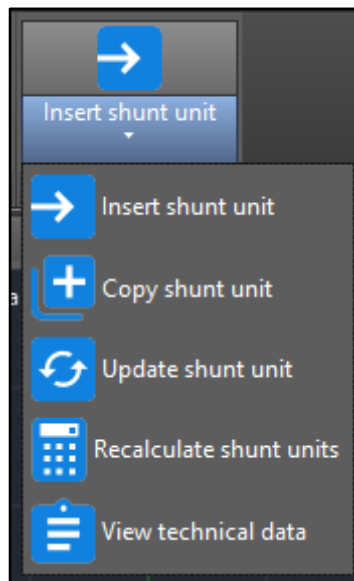 Insert shunt unit
Insert shunt unit
a
Copy shunt unit
Update shunt unit
Recalculate shunt units
View technical data